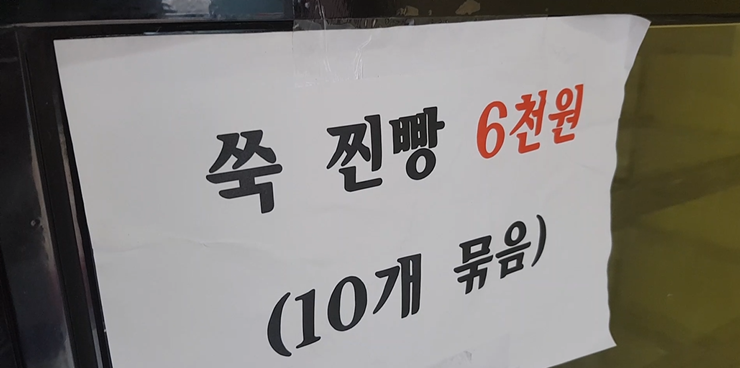 쑥 찐빵 6천원
(10개 묶음)